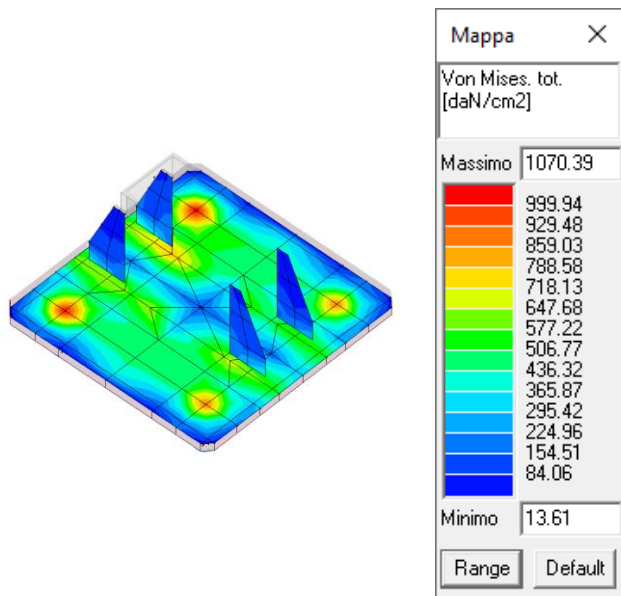 Mappa
Von Mises. tot.
[daN/cm2]
Massimo 1070.39
999.94
929.48
859.03
788.58
718.13
647.68
577.22
506.77
436.32
365.87
295.42
224.96
154.51
84.06
Minimo 13.61
Range Default